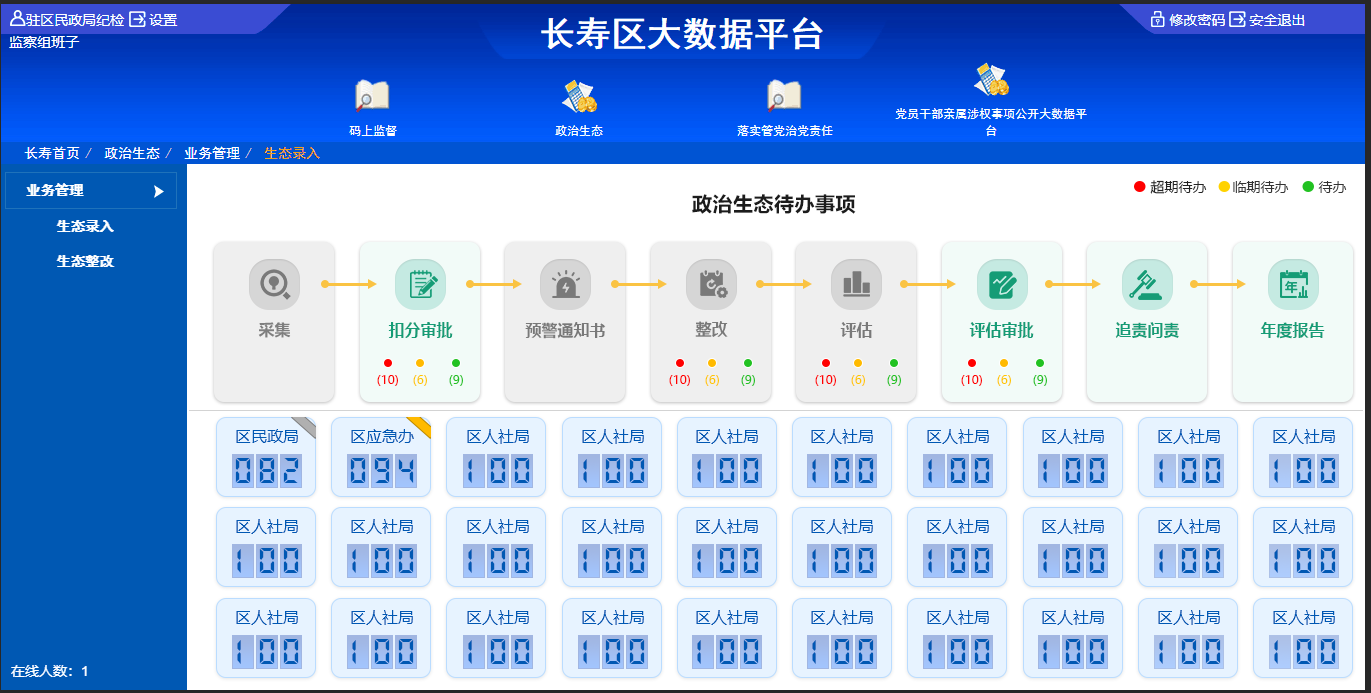 驻区民政局纪检 设置
监察组班子
长寿区大数据平台
修改密码 安全退出
码上监督
政治生态
落实管党治党责任
党员干部亲属涉权事项公开大数据平
台
长寿首页 / 政治生态 / 业务管理 / 生态录入
业务管理
生态录入
生态整改
在线人数：1
超期待办 临期待办 待办
政治生态待办事项
采集 扣分审批 预警通知书 整改 评估 评估审批 追责问责 年度报告
年
(10) (6) (9) (10) (6) (9) (10) (6) (9) (10) (6) (9)
区民政局 区应急办 区人社局 区人社局 区人社局 区人社局 区人社局 区人社局 区人社局 区人社局
082 094 100 100 100 100 100 100 100 100
区人社局 区人社局 区人社局 区人社局 区人社局 区人社局 区人社局 区人社局 区人社局 区人社局
100 100 100 100 100 100 100 100 100 100
区人社局 区人社局 区人社局 区人社局 区人社局 区人社局 区人社局 区人社局 区人社局 区人社局
100 100 100 100 100 100 100 100 100 100